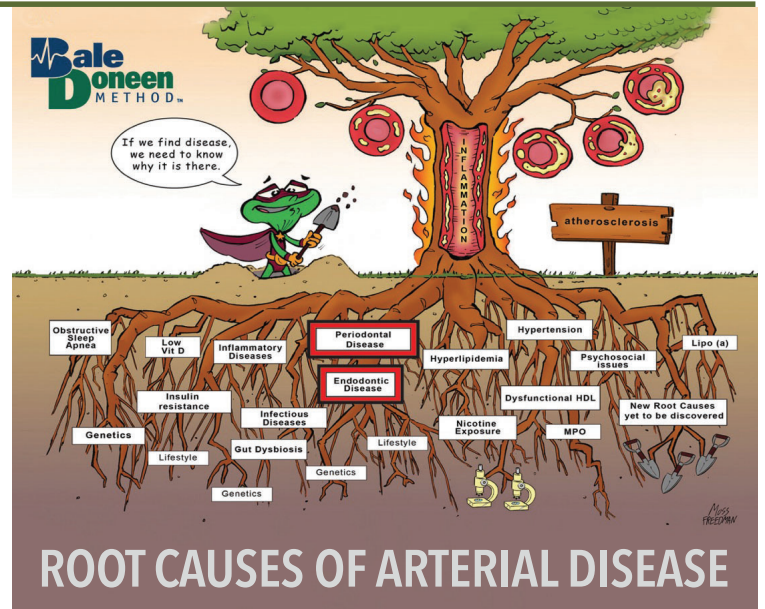 Bale
Doneen
METHOD™
If we find disease,
we need to know
why it is there.
INFLAMMATION
atherosclerosis
Obstructive
Sleep
Apnea
Low
Vit D
Inflammatory
Diseases
Periodontal
Disease
Hyperlipidemia
Hypertension
Psychosocial
issues
Lipo (a)
Endodontic
Disease
Insulin
resistance
Infectious
Diseases
Dysfunctional HDL
New Root Causes
yet to be discovered
Genetics
Lifestyle
Gut Dysbiosis
Lifestyle
Nicotine
Exposure
MPO
Genetics
Genetics
Moss
FREEDMAN
ROOT CAUSES OF ARTERIAL DISEASE